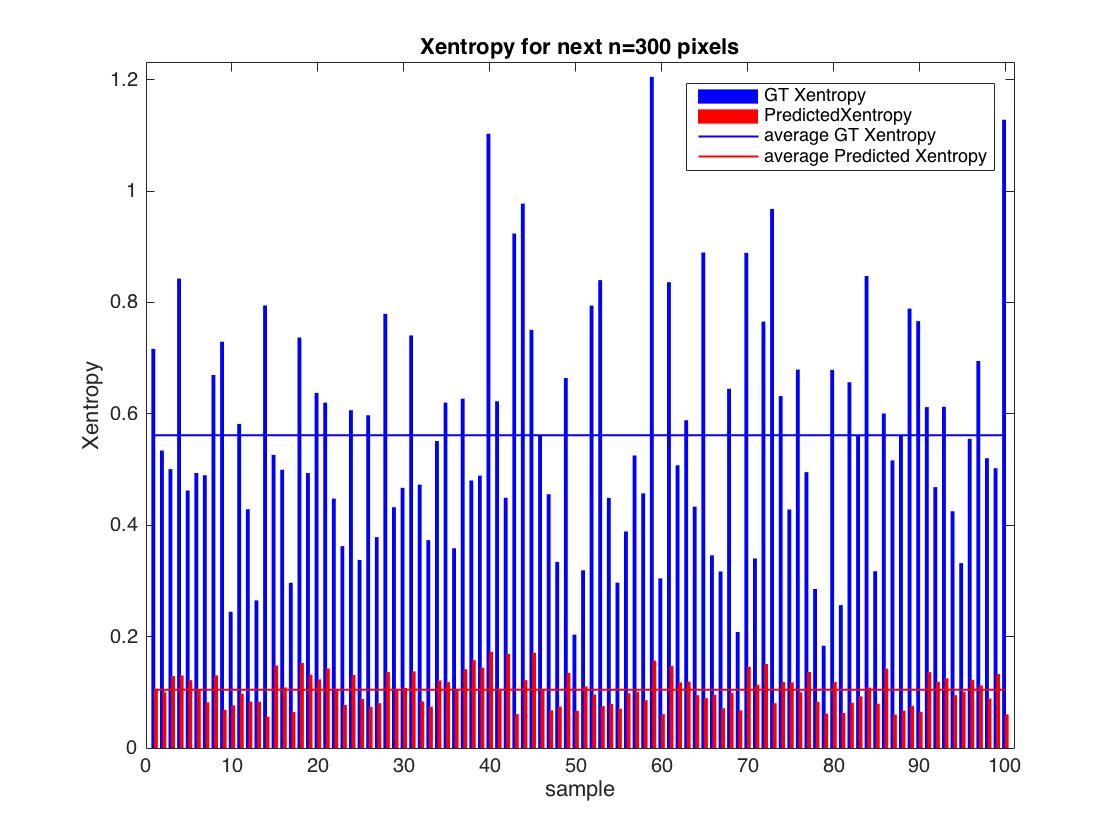 Xentropy for next n=300 pixels
GT Xentropy
PredictedXentropy
average GT Xentropy
average Predicted Xentropy
Xentropy
1.2
1
0.8
0.6
0.4
0.2
0
0 10 20 30 40 50 60 70 80 90 100
sample